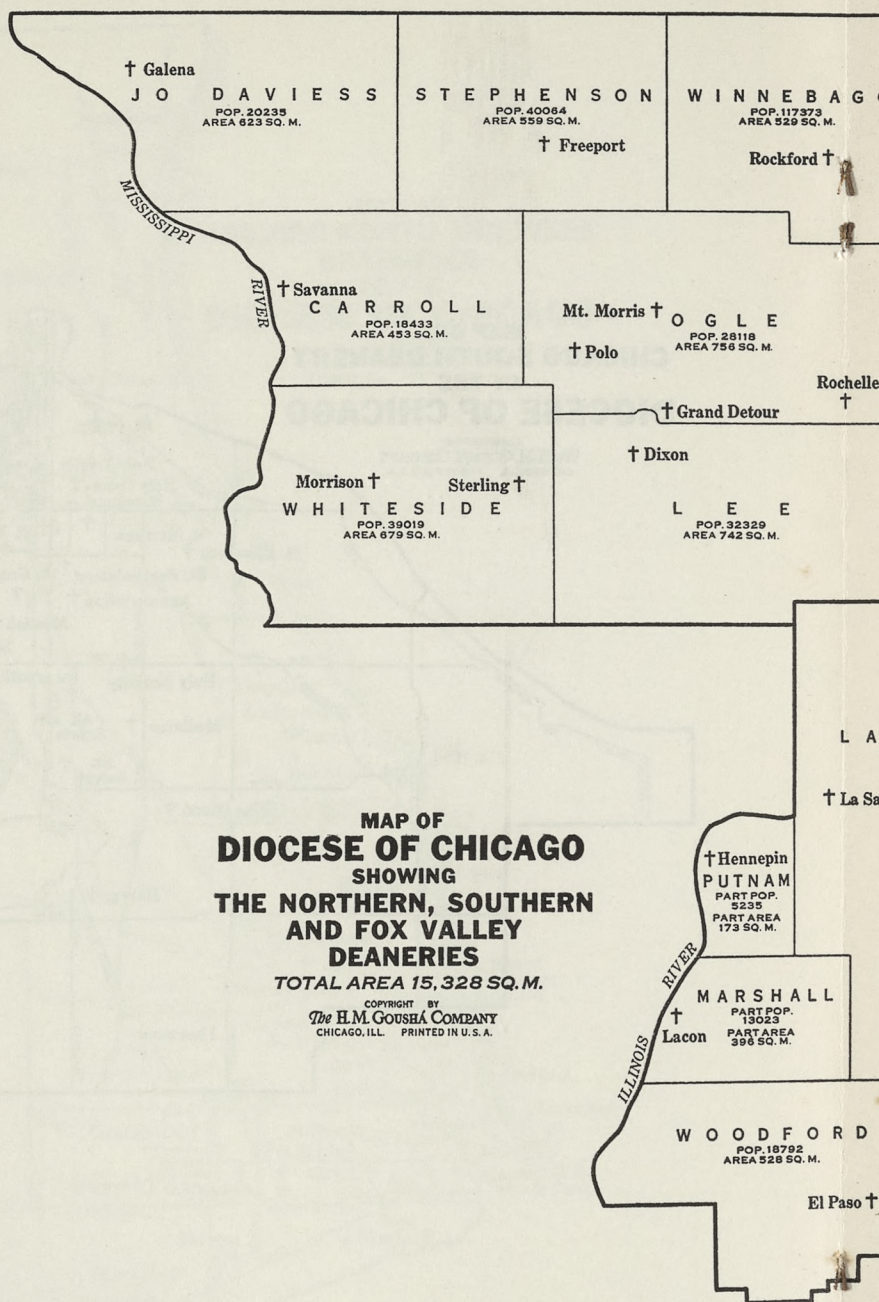 † Galena
JO DAVIESS
POP. 20235
AREA 623 SQ. M.
STEPHENSON
POP. 40064
AREA 559 SQ. M.
† Freeport
WINNEBAGO
POP. 117373
AREA 529 SQ. M.
Rockford †
MISSISSIPPI
RIVER
† Savanna
CARROLL
POP. 18433
AREA 453 SQ. M.
Mt. Morris †
OGLE
POP. 28118
AREA 756 SQ. M.
† Polo
Rochelle
†
† Grand Detour
† Dixon
Morrison †
Sterling †
WHITESIDE
POP. 39019
AREA 679 SQ. M.
LEE
POP. 32329
AREA 742 SQ. M.
LA
† La Sa
MAP OF
DIOCESE OF CHICAGO
SHOWING
THE NORTHERN, SOUTHERN
AND FOX VALLEY
DEANERIES
TOTAL AREA 15,328 SQ. M.
COPYRIGHT BY
The H.M. GOUSHÁ COMPANY
CHICAGO, ILL. PRINTED IN U.S.A.
† Hennepin
PUTNAM
PART POP.
5235
PART AREA
173 SQ. M.
ILLINOIS RIVER
MARSHALL
PART POP.
13023
PART AREA
396 SQ. M.
†
Lacon
WOODFORD
POP. 18792
AREA 528 SQ. M.
El Paso †